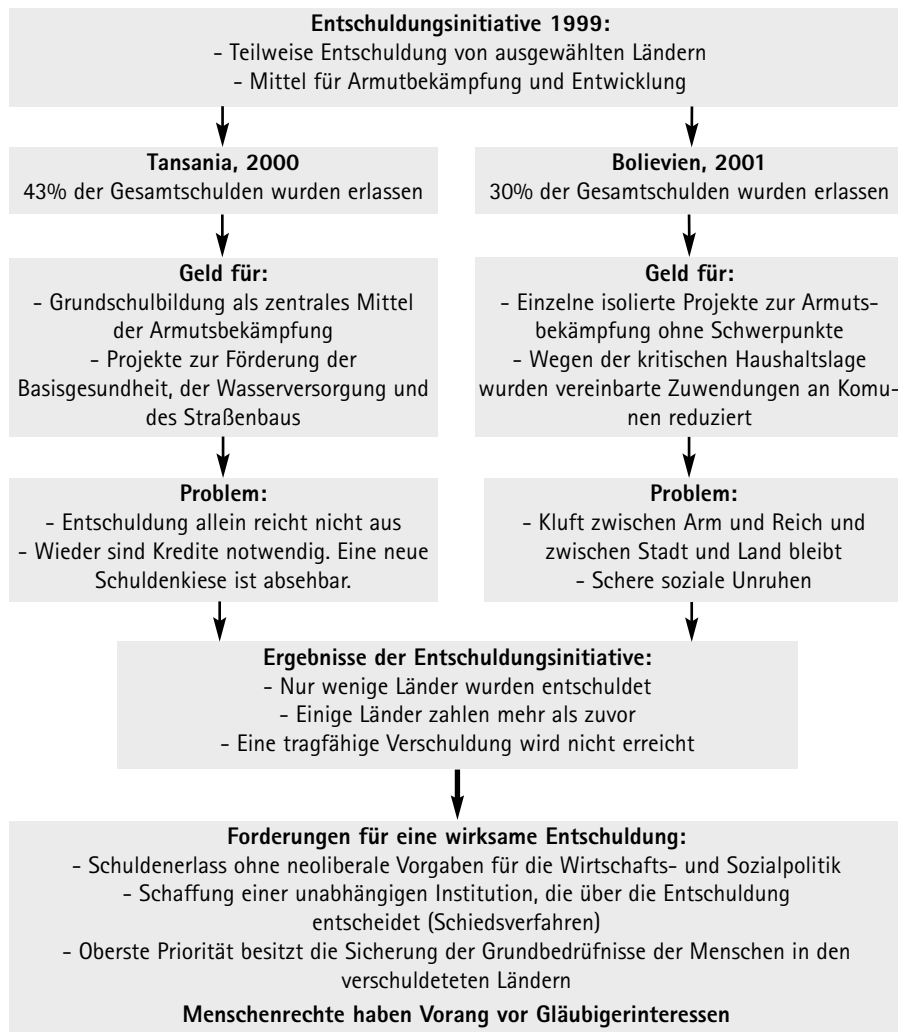 Entschuldungsinitiative 1999:
- Teilweise Entschuldung von ausgewählten Ländern
- Mittel für Armutbekämpfung und Entwicklung
Tansania, 2000
43% der Gesamtschulden wurden erlassen
Bolievien, 2001
30% der Gesamtschulden wurden erlassen
Geld für:
- Grundschulbildung als zentrales Mittel
der Armutsbekämpfung
- Projekte zur Förderung der
Basisgesundheit, der Wasserversorgung und
des Straßenbaus
Geld für:
- Einzelne isolierte Projekte zur Armuts-
bekämpfung ohne Schwerpunkte
- Wegen der kritischen Haushaltslage
wurden vereinbarte Zuwendungen an Komu-
nen reduziert
Problem:
- Entschuldung allein reicht nicht aus
- Wieder sind Kredite notwendig. Eine neue
Schuldenkiese ist absehbar.
Problem:
- Kluft zwischen Arm und Reich und
zwischen Stadt und Land bleibt
- Schere soziale Unruhen
Ergebnisse der Entschuldungsinitiative:
- Nur wenige Länder wurden entschuldet
- Einige Länder zahlen mehr als zuvor
- Eine tragfähige Verschuldung wird nicht erreicht
Forderungen für eine wirksame Entschuldung:
- Schuldenerlass ohne neoliberale Vorgaben für die Wirtschafts- und Sozialpolitik
- Schaffung einer unabhängigen Institution, die über die Entschuldung
entscheidet (Schiedsverfahren)
- Oberste Priorität besitzt die Sicherung der Grundbedrüfnisse der Menschen in den
verschuldeteten Ländern
Menschenrechte haben Vorang vor Gläubigerinteressen